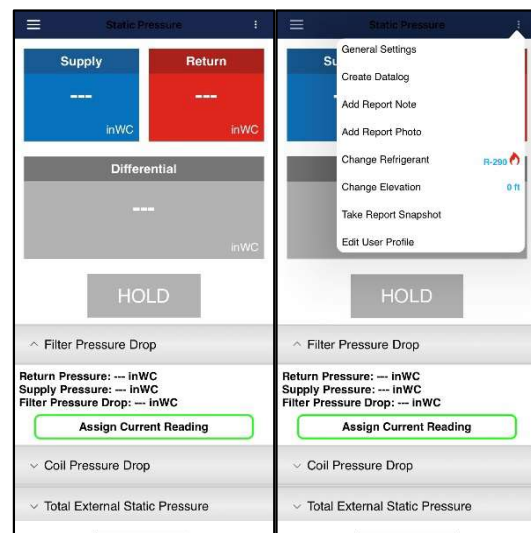 Static Pressure
Supply
Return
---
---
inWC
inWC
Differential
---
inWC
HOLD
Filter Pressure Drop
Return Pressure: --- inWC
Supply Pressure: --- inWC
Filter Pressure Drop: --- inWC
Assign Current Reading
Coil Pressure Drop
Total External Static Pressure
Static Pressure
Su
General Settings
Create Datalog
Add Report Note
Add Report Photo
Change Refrigerant R-290
Change Elevation 0 ft
Take Report Snapshot
Edit User Profile
HOLD
Filter Pressure Drop
Return Pressure: --- inWC
Supply Pressure: --- inWC
Filter Pressure Drop: --- inWC
Assign Current Reading
Coil Pressure Drop
Total External Static Pressure